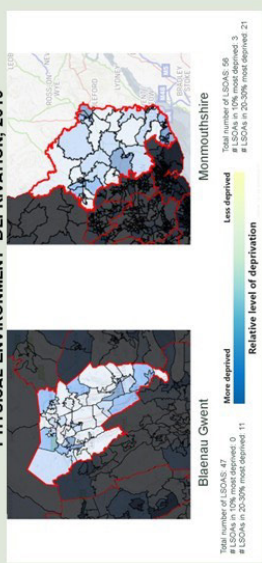 PHYSICAL ENVIRONMENT DEPRIVATION, 2019
Blaenau Gwent
Monmouthshire
Total number of LSOAS: 47
# LSOAs in 10% most deprived: 0
# LSOAs in 20-30% most deprived: 11
More deprived
Less deprived
Relative level of deprivation
Total number of LSOAS: 56
# LSOAs in 10% most deprived: 3
# LSOAs in 20-30% most deprived: 21